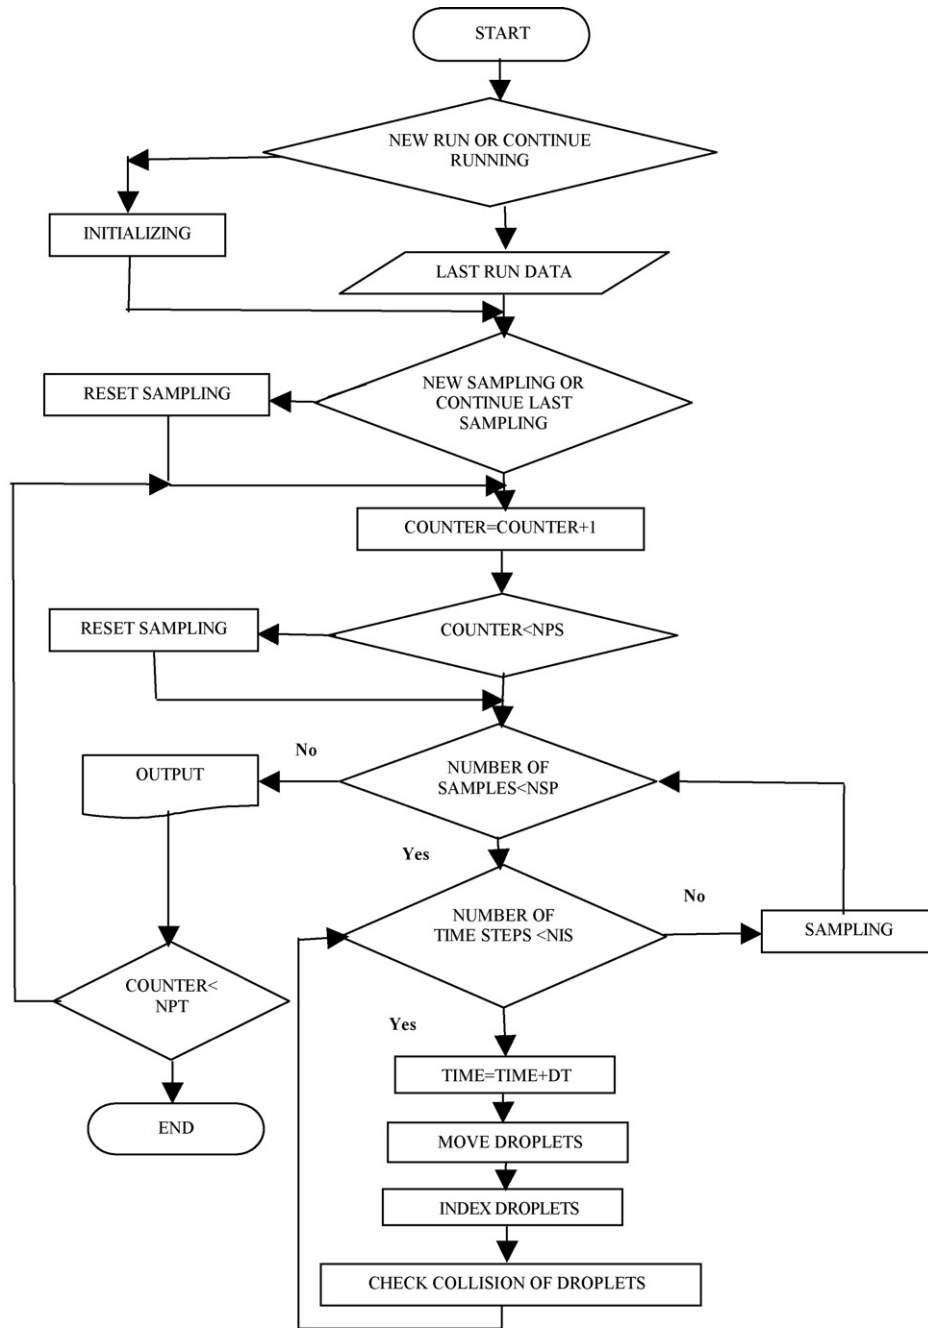 START
NEW RUN OR CONTINUE
RUNNING
INITIALIZING
LAST RUN DATA
RESET SAMPLING
NEW SAMPLING OR
CONTINUE LAST
SAMPLING
COUNTER=COUNTER+1
RESET SAMPLING
COUNTER<NPS
No
OUTPUT
NUMBER OF
SAMPLES<NSP
Yes
NUMBER OF
TIME STEPS <NIS
No
SAMPLING
COUNTER<
NPT
Yes
TIME=TIME+DT
END
MOVE DROPLETS
INDEX DROPLETS
CHECK COLLISION OF DROPLETS